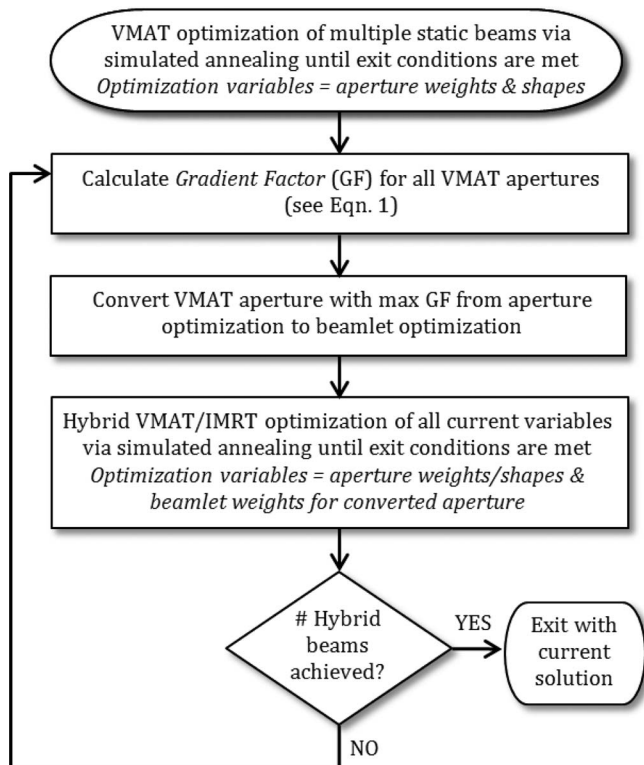 VMAT optimization of multiple static beams via
simulated annealing until exit conditions are met
Optimization variables = aperture weights & shapes
Calculate Gradient Factor (GF) for all VMAT apertures
(see Eqn. 1)
Convert VMAT aperture with max GF from aperture
optimization to beamlet optimization
Hybrid VMAT/IMRT optimization of all current variables
via simulated annealing until exit conditions are met
Optimization variables = aperture weights/shapes &
beamlet weights for converted aperture
# Hybrid
beams
achieved?
YES
Exit with
current
solution
NO